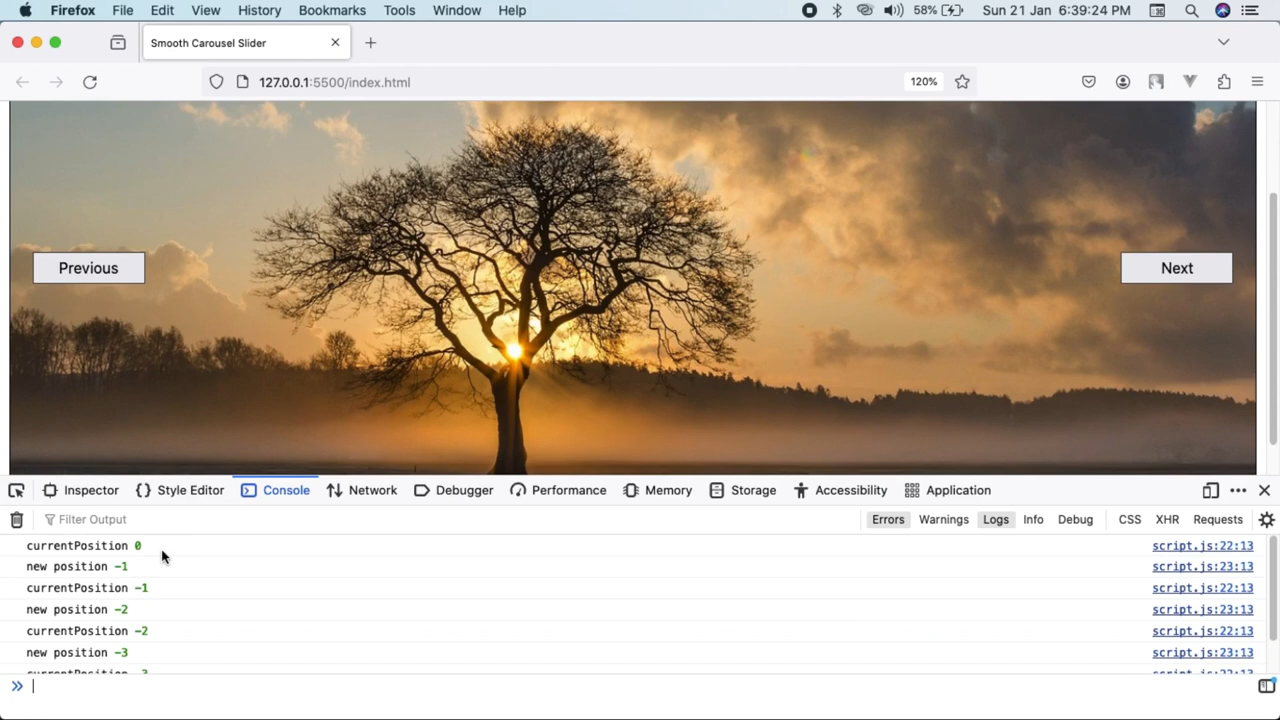 Firefox File Edit View History Bookmarks Tools Window Help 58% Sun 21 Jan 6:39:24 PM
Smooth Carousel Slider
127.0.0.1:5500/index.html 120%
Previous Next
Inspector Style Editor Console Network Debugger Performance Memory Storage Accessibility Application
Filter Output Errors Warnings Logs Info Debug CSS XHR Requests
currentPosition 0 script.js:22:13
new position -1 script.js:23:13
currentPosition -1 script.js:22:13
new position -2 script.js:23:13
currentPosition -2 script.js:22:13
new position -3 script.js:23:13